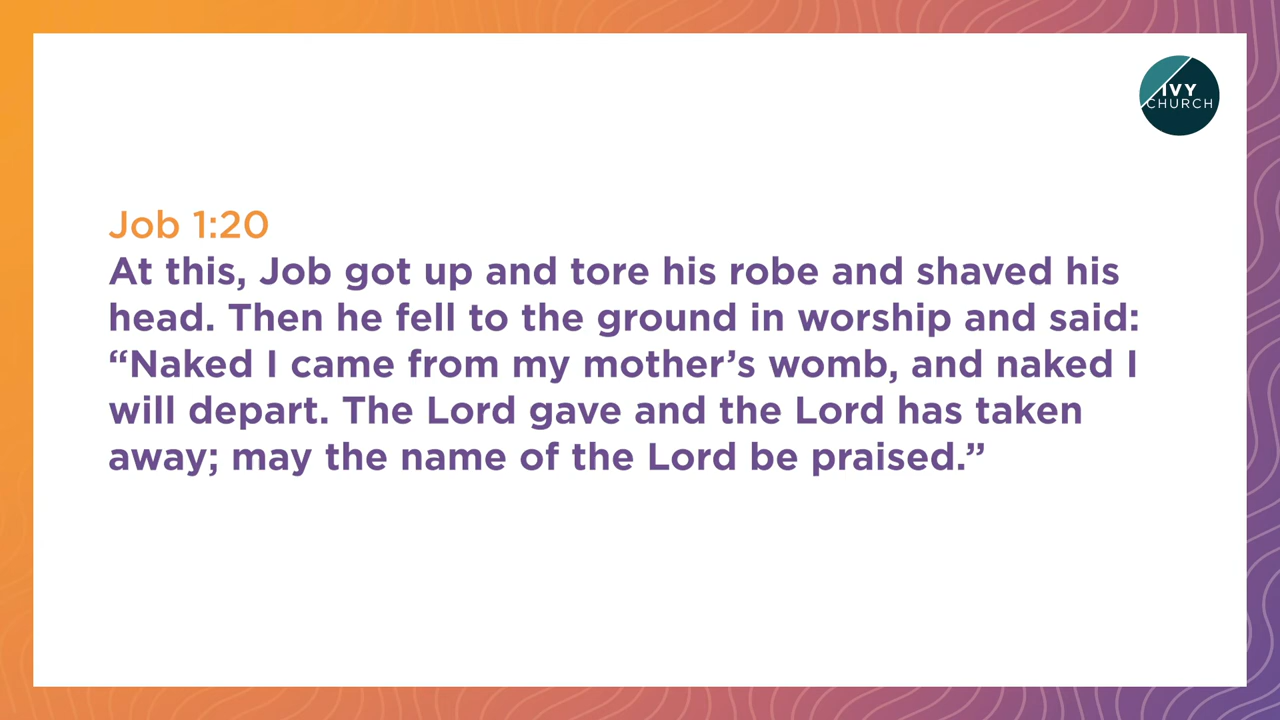 IVY
CHURCH
Job 1:20
At this, Job got up and tore his robe and shaved his
head. Then he fell to the ground in worship and said:
“Naked I came from my mother’s womb, and naked I
will depart. The Lord gave and the Lord has taken
away; may the name of the Lord be praised.”